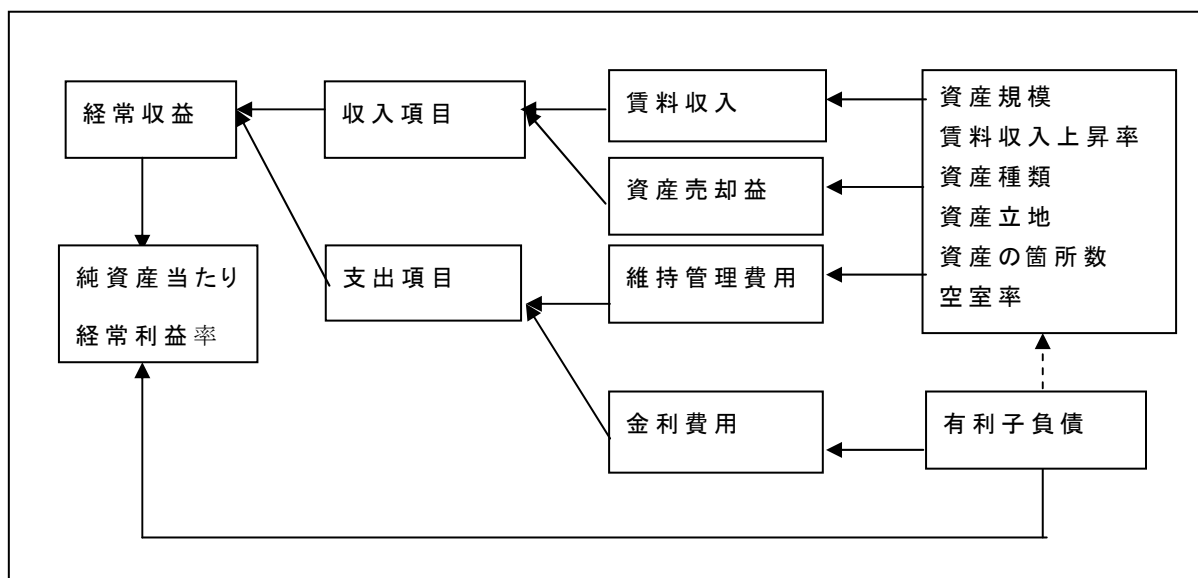 経常収益
収入項目
賃料収入
資産規模
賃料収入上昇率
資産種類
資産立地
資産の箇所数
空室率
資産売却益
純資産当たり
経常利益率
支出項目
維持管理費用
金利費用
有利子負債